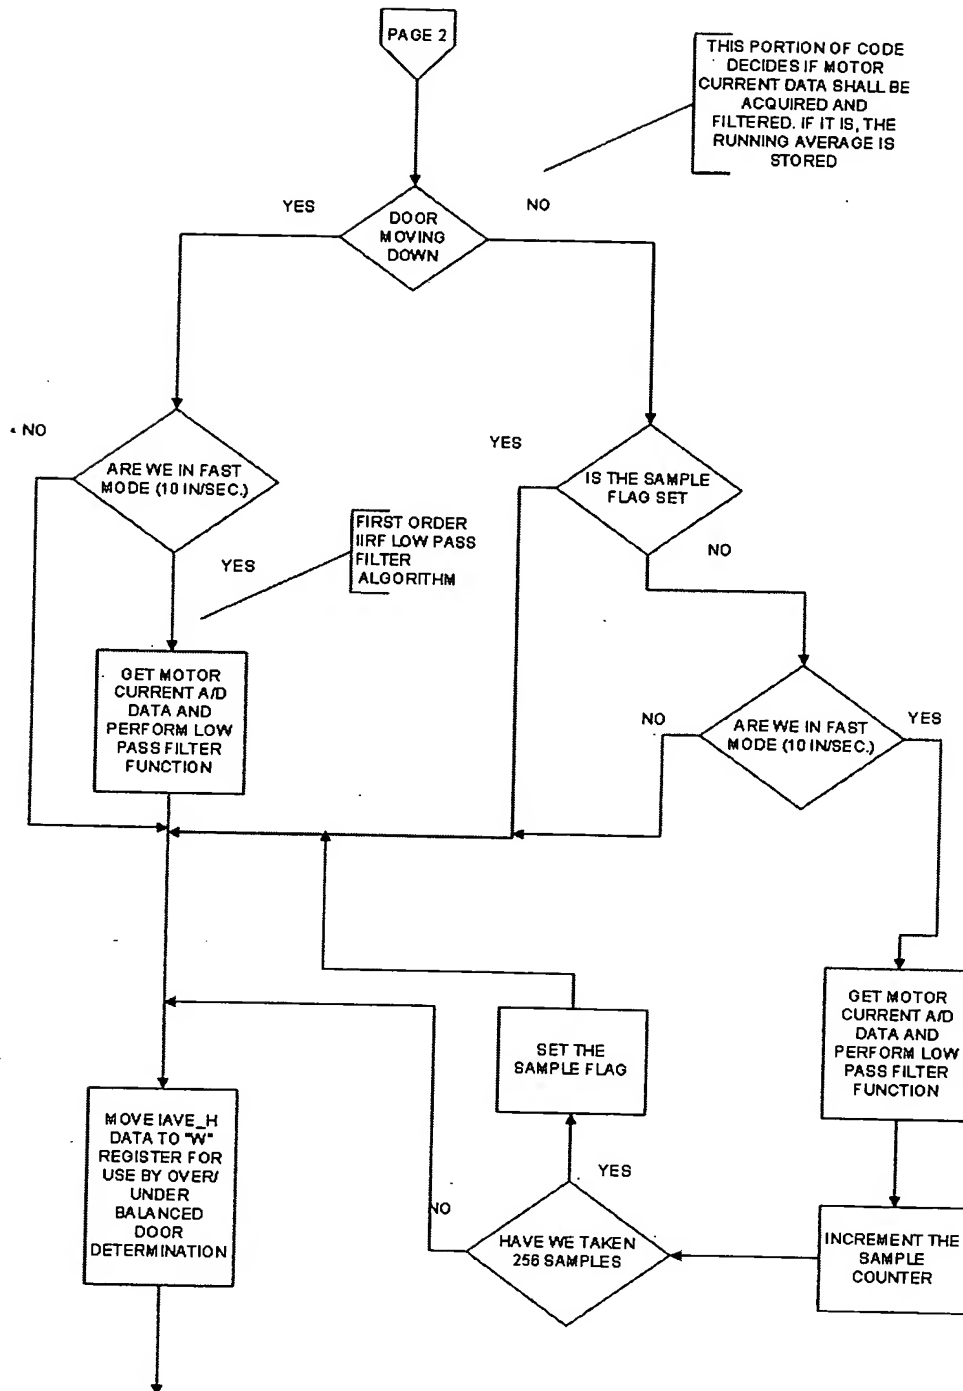 PAGE 2
THIS PORTION OF CODE
DECIDES IF MOTOR
CURRENT DATA SHALL BE
ACQUIRED AND
FILTERED. IF IT IS, THE
RUNNING AVERAGE IS
STORED
YES
NO
DOOR
MOVING
DOWN
NO
ARE WE IN FAST
MODE (10 IN/SEC.)
YES
YES
IS THE SAMPLE
FLAG SET
NO
FIRST ORDER
IIRF LOW PASS
FILTER
ALGORITHM
GET MOTOR
CURRENT A/D
DATA AND
PERFORM LOW
PASS FILTER
FUNCTION
NO
ARE WE IN FAST
MODE (10 IN/SEC.)
YES
GET MOTOR
CURRENT A/D
DATA AND
PERFORM LOW
PASS FILTER
FUNCTION
SET THE
SAMPLE FLAG
MOVE IAVE_H
DATA TO "W"
REGISTER FOR
USE BY OVER/
UNDER
BALANCED
DOOR
DETERMINATION
NO
YES
HAVE WE TAKEN
256 SAMPLES
INCREMENT THE
SAMPLE
COUNTER